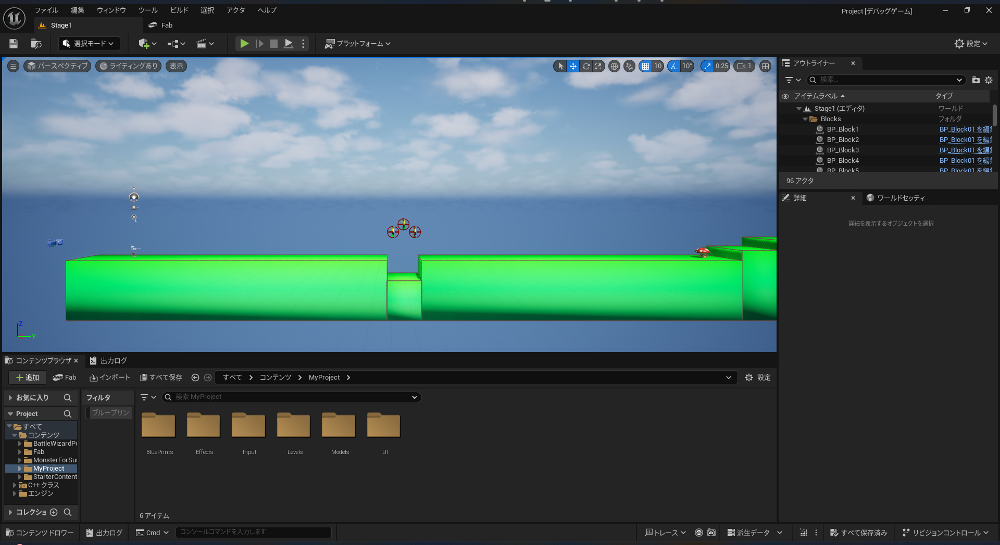 ファイル 編集 ウィンドウ ツール ビルド 選択 アクタ ヘルプ
Project [デバッグゲーム]
Stage1
Fab
選択モード
プラットフォーム
設定
パースペクティブ
ライティングあり
表示
10
10°
0.25
1
アウトライナー
検索...
アイテムラベル
タイプ
Stage1 (エディタ) ワールド
Blocks フォルダ
BP_Block1 BP_Block01 を編集
BP_Block2 BP_Block01 を編集
BP_Block3 BP_Block01 を編集
BP_Block4 BP_Block01 を編集
BP_Block5 BP_Block01 を編集
96 アクタ
詳細
ワールドセッティ...
詳細を表示するオブジェクトを選択
Z
Y
コンテンツブラウザ
出力ログ
追加
Fab
インポート
すべて保存
すべて
コンテンツ
MyProject
設定
お気に入り
フィルタ
検索 MyProject
Project
ブループリン
すべて
コンテンツ
BattleWizardPo
Fab
MonsterForSur
MyProject
StarterContent
C++ クラス
エンジン
コレクショ
BluePrints
Effects
Input
Levels
Models
UI
6 アイテム
コンテンツドロワー
出力ログ
Cmd
コンソールコマンドを入力します
トレース
派生データ
すべて保存済み
リビジョンコントロール